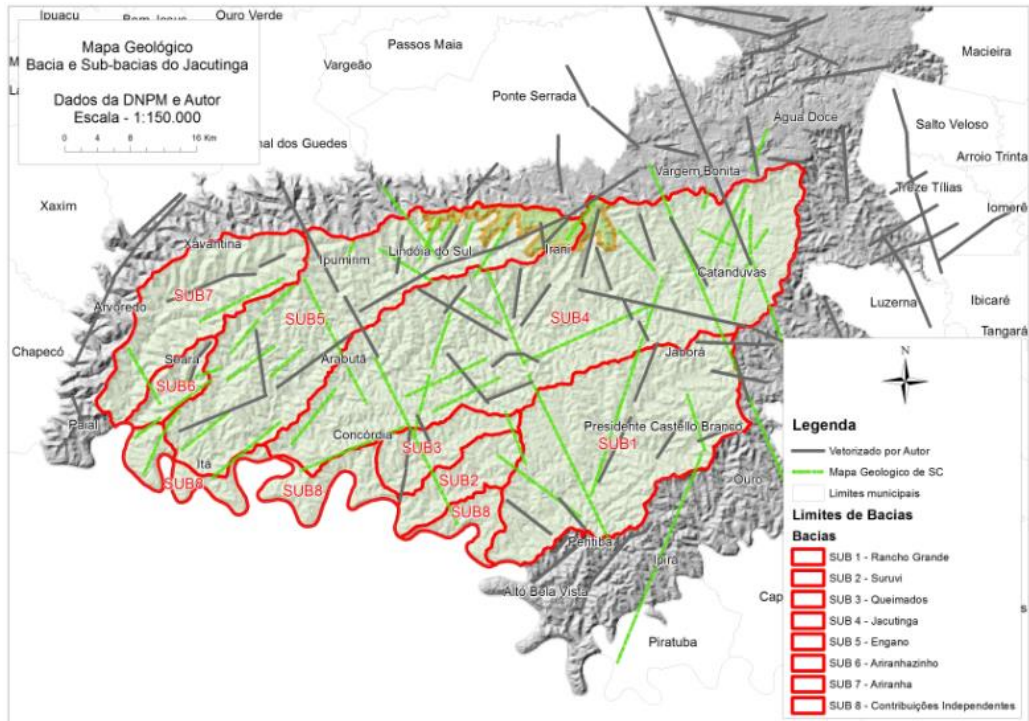 Ipuacu
Bom Jesus
Ouro Verde
Mapa Geológico
Bacia e Sub-bacias do Jacutinga
Dados da DNPM e Autor
Escala - 1:150.000
0 4 8 16 Km
Passos Maia
Vargeão
Macieira
Ponte Serrada
Água Doce
Salto Veloso
nal dos Guedes
Arroio Trinta
Vargem Bonita
Treze Tílias
Xaxim
Iomerê
Xavantina
Lindóia do Sul
Irani
Ipumirim
Catanduvas
SUB7
Arvoredo
Luzerna
Ibicaré
SUB5
SUB4
Tangará
Chapecó
Seara
Arabutã
Jaborá
SUB6
Paial
Concórdia
Presidente Castello Branco
SUB3
SUB1
Itá
SUB2
SUB8
SUB8
SUB8
Ouro
Peritiba
Ipira
Alto Bela Vista
Cap
Piratuba
N
Legenda
Vetorizado por Autor
Mapa Geologico de SC
Limites municipais
Limites de Bacias
Bacias
SUB 1 - Rancho Grande
SUB 2 - Suruvi
SUB 3 - Queimados
SUB 4 - Jacutinga
SUB 5 - Engano
SUB 6 - Ariranhazinho
SUB 7 - Ariranha
SUB 8 - Contribuições Independentes